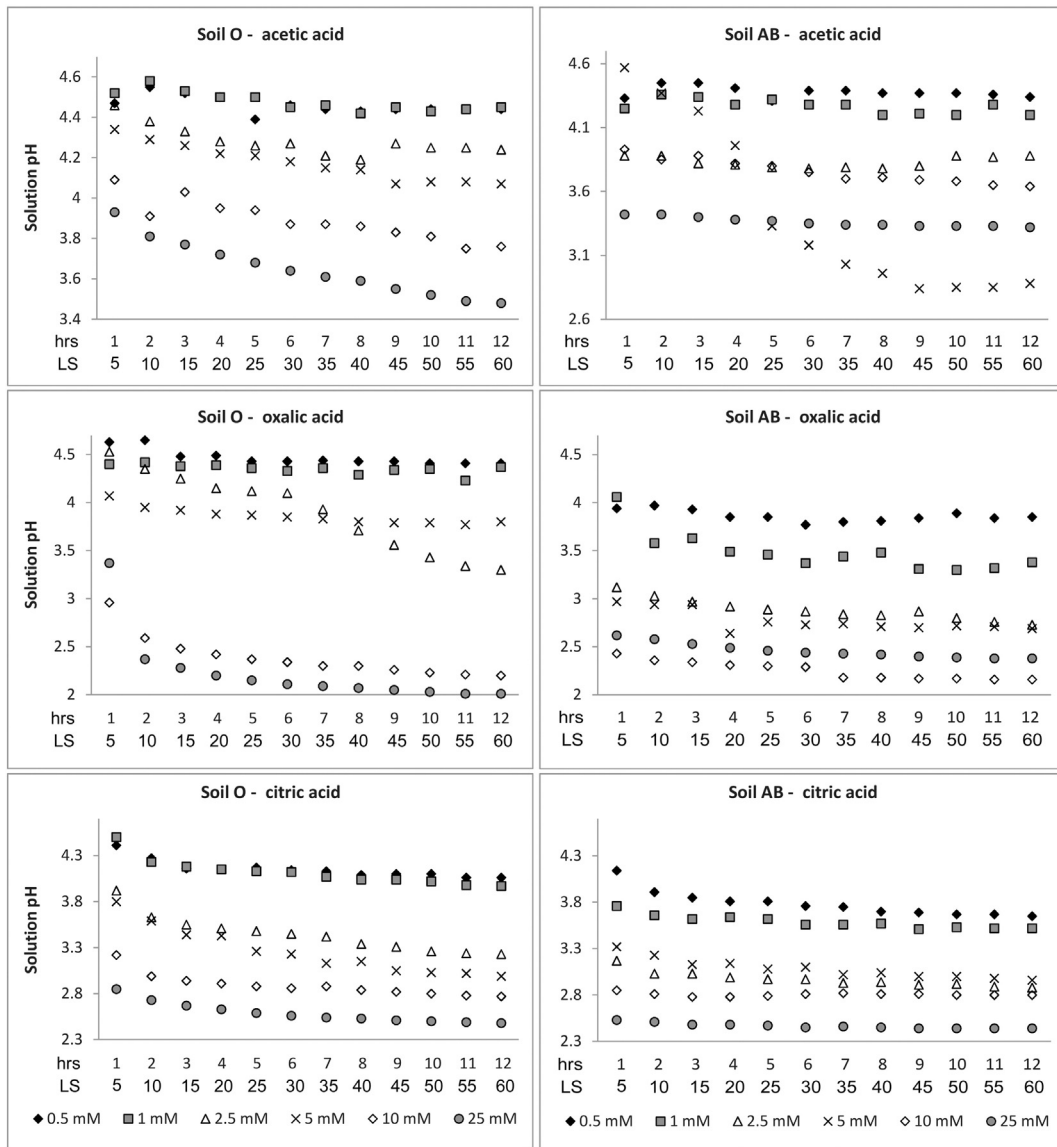 Soil O - acetic acid
Solution pH
4.6
4.4
4.2
4
3.8
3.6
3.4
hrs 1 2 3 4 5 6 7 8 9 10 11 12
LS 5 10 15 20 25 30 35 40 45 50 55 60
Soil AB - acetic acid
4.6
4.1
3.6
3.1
2.6
1 2 3 4 5 6 7 8 9 10 11 12
5 10 15 20 25 30 35 40 45 50 55 60
Soil O - oxalic acid
Solution pH
4.5
4
3.5
3
2.5
2
hrs 1 2 3 4 5 6 7 8 9 10 11 12
LS 5 10 15 20 25 30 35 40 45 50 55 60
Soil AB - oxalic acid
4.5
4
3.5
3
2.5
2
1 2 3 4 5 6 7 8 9 10 11 12
5 10 15 20 25 30 35 40 45 50 55 60
Soil O - citric acid
Solution pH
4.3
3.8
3.3
2.8
2.3
hrs 1 2 3 4 5 6 7 8 9 10 11 12
LS 5 10 15 20 25 30 35 40 45 50 55 60
0.5 mM 1 mM 2.5 mM 5 mM 10 mM 25 mM
Soil AB - citric acid
4.3
3.8
3.3
2.8
2.3
1 2 3 4 5 6 7 8 9 10 11 12
5 10 15 20 25 30 35 40 45 50 55 60
0.5 mM 1 mM 2.5 mM 5 mM 10 mM 25 mM